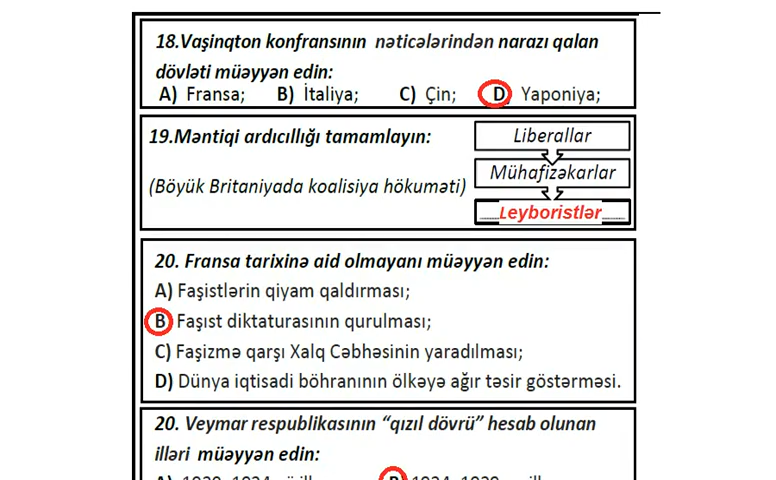 18.Vaşinqton konfransının nəticələrindən narazı qalan
dövləti müəyyən edin:
A) Fransa; B) İtaliya; C) Çin; D) Yaponiya;
19.Məntiqi ardıcıllığı tamamlayın:
Liberallar
Mühafizəkarlar
(Böyük Britaniyada koalisiya hökuməti)
Leyboristlər
20. Fransa tarixinə aid olmayanı müəyyən edin:
A) Faşistlərin qiyam qaldırması;
B) Faşıst diktaturasının qurulması;
C) Faşizmə qarşı Xalq Cəbhəsinin yaradılması;
D) Dünya iqtisadi böhranının ölkəyə ağır təsir göstərməsi.
20. Veymar respublikasının “qızıl dövrü” hesab olunan
illəri müəyyən edin: